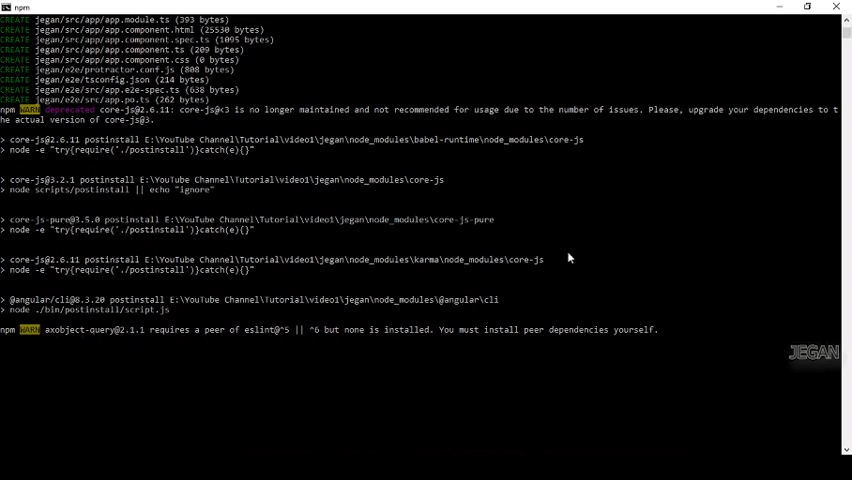 npm
CREATE jegan/src/app/app.module.ts (393 bytes)
CREATE jegan/src/app/app.component.html (25530 bytes)
CREATE jegan/src/app/app.component.spec.ts (1095 bytes)
CREATE jegan/src/app/app.component.ts (209 bytes)
CREATE jegan/src/app/app.component.css (0 bytes)
CREATE jegan/e2e/protractor.conf.js (808 bytes)
CREATE jegan/e2e/tsconfig.json (214 bytes)
CREATE jegan/e2e/src/app.e2e-spec.ts (638 bytes)
CREATE jegan/e2e/src/app.po.ts (262 bytes)
npm WARN deprecated core-js@2.6.11: core-js@<3 is no longer maintained and not recommended for usage due to the number of issues. Please, upgrade your dependencies to t
he actual version of core-js@3.
> core-js@2.6.11 postinstall E:\YouTube Channel\Tutorial\video1\jegan\node_modules\babel-runtime\node_modules\core-js
> node -e "try{require('./postinstall')}catch(e){}"
> core-js@3.2.1 postinstall E:\YouTube Channel\Tutorial\video1\jegan\node_modules\core-js
> node scripts/postinstall || echo "ignore"
> core-js-pure@3.5.0 postinstall E:\YouTube Channel\Tutorial\video1\jegan\node_modules\core-js-pure
> node -e "try{require('./postinstall')}catch(e){}"
> core-js@2.6.11 postinstall E:\YouTube Channel\Tutorial\video1\jegan\node_modules\karma\node_modules\core-js
> node -e "try{require('./postinstall')}catch(e){}"
> @angular/cli@8.3.20 postinstall E:\YouTube Channel\Tutorial\video1\jegan\node_modules\@angular\cli
> node ./bin/postinstall/script.js
npm WARN axobject-query@2.1.1 requires a peer of eslint@^5 || ^6 but none is installed. You must install peer dependencies yourself.
JEGAN